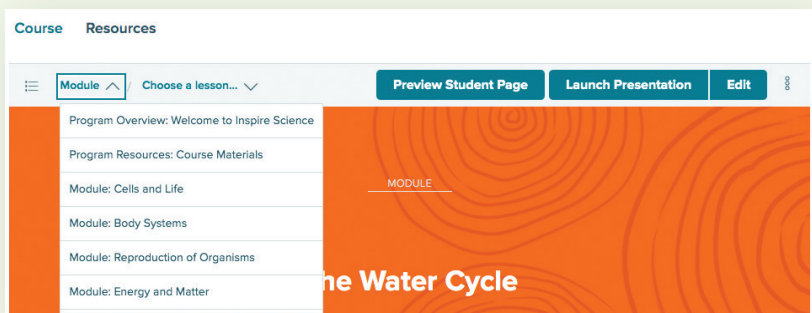 Course Resources
Module / Choose a lesson... Preview Student Page Launch Presentation Edit
Program Overview: Welcome to Inspire Science
Program Resources: Course Materials
Module: Cells and Life
MODULE
Module: Body Systems
Module: Reproduction of Organisms
he Water Cycle
Module: Energy and Matter